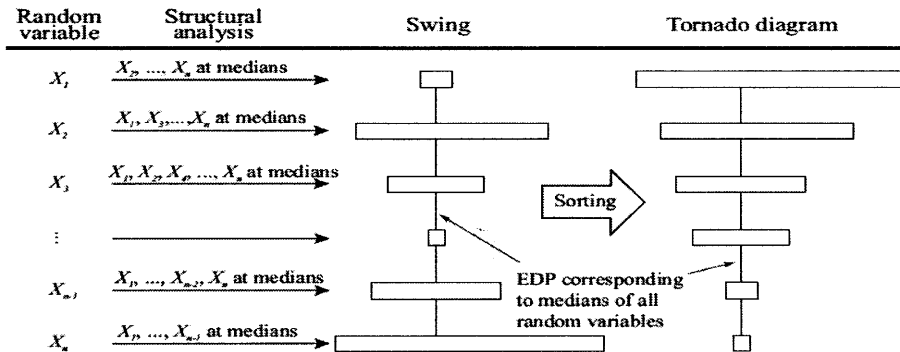 Random variable
Structural analysis
Swing
Tornado diagram
X₁
X₂, ..., Xₙ at medians
X₂
X₁, X₃,...,Xₙ at medians
X₃
X₁, X₂, X₄, ..., Xₙ at medians
Sorting
⋮
Xₙ₋₁
X₁, ..., Xₙ₋₂, Xₙ at medians
EDP corresponding
to medians of all
random variables
Xₙ
X₁, ..., Xₙ₋₁ at medians